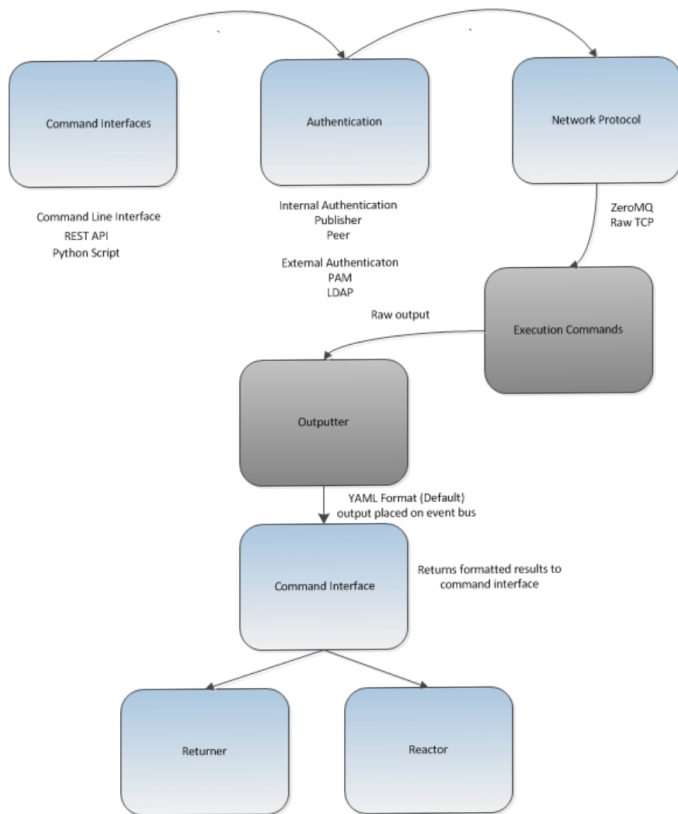 Command Interfaces
Authentication
Network Protocol
Command Line Interface
REST API
Python Script
Internal Authentication
Publisher
Peer
External Authenticaton
PAM
LDAP
ZeroMQ
Raw TCP
Execution Commands
Raw output
Outputter
YAML Format (Default)
output placed on event bus
Command Interface
Returns formatted results to
command interface
Returner
Reactor